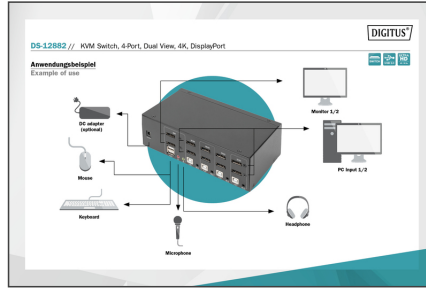 DIGITUS®
DS-12882 // KVM Switch, 4-Port, Dual View, 4K, DisplayPort
Anwendungsbeispiel
Example of use
Monitor 1/2
DC adapter
(optional)
PC Input 1/2
Mouse
Keyboard
Headphone
Microphone